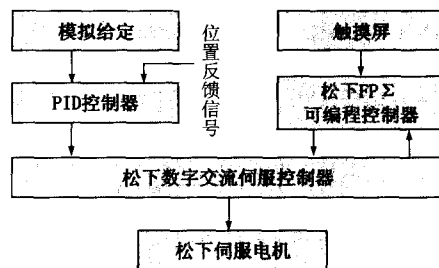 模拟给定
位置反馈信号
触摸屏
PID控制器
松下FPΣ
可编程控制器
松下数字交流伺服控制器
松下伺服电机